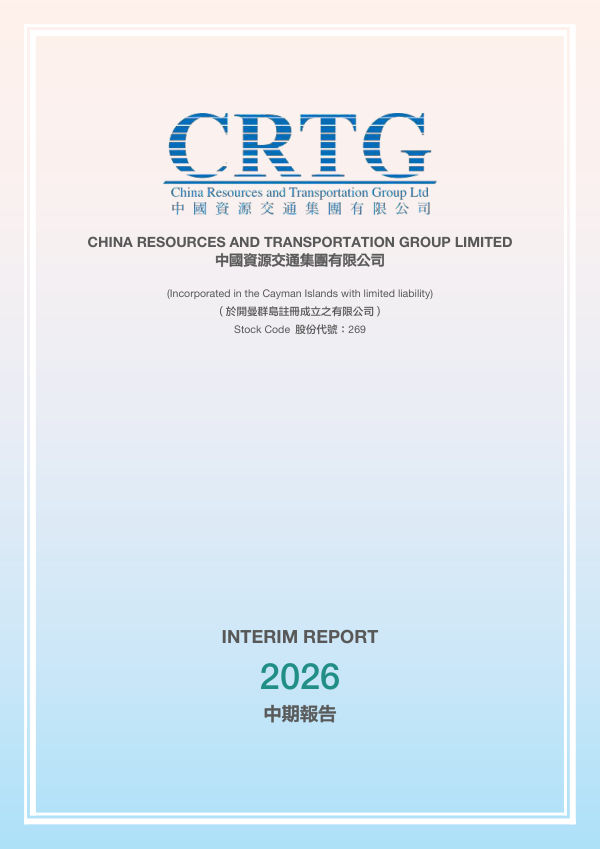 CRTG
China Resources and Transportation Group Ltd
中國資源交通集團有限公司
CHINA RESOURCES AND TRANSPORTATION GROUP LIMITED
中國資源交通集團有限公司
(Incorporated in the Cayman Islands with limited liability)
（於開曼群島註冊成立之有限公司）
Stock Code 股份代號：269
INTERIM REPORT
2026
中期報告